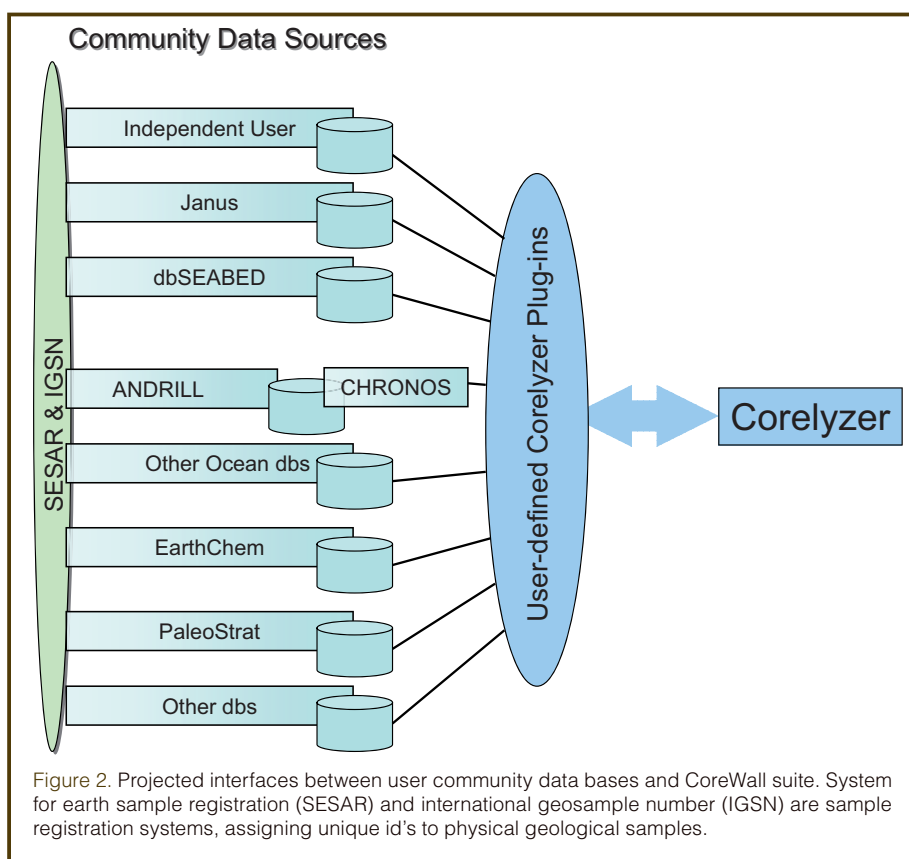 Community Data Sources
Independent User
Janus
dbSEABED
ANDRILL
CHRONOS
Other Ocean dbs
EarthChem
PaleoStrat
Other dbs
SESAR & IGSN
User-defined Corelyzer Plug-ins
Corelyzer
Figure 2. Projected interfaces between user community data bases and CoreWall suite. System
for earth sample registration (SESAR) and international geosample number (IGSN) are sample
registration systems, assigning unique id's to physical geological samples.